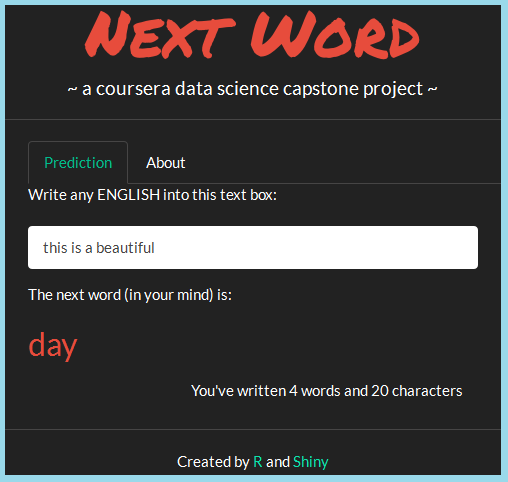 Next Word
~ a coursera data science capstone project ~
Prediction About
Write any ENGLISH into this text box:
this is a beautiful
The next word (in your mind) is:
day
You've written 4 words and 20 characters
Created by R and Shiny